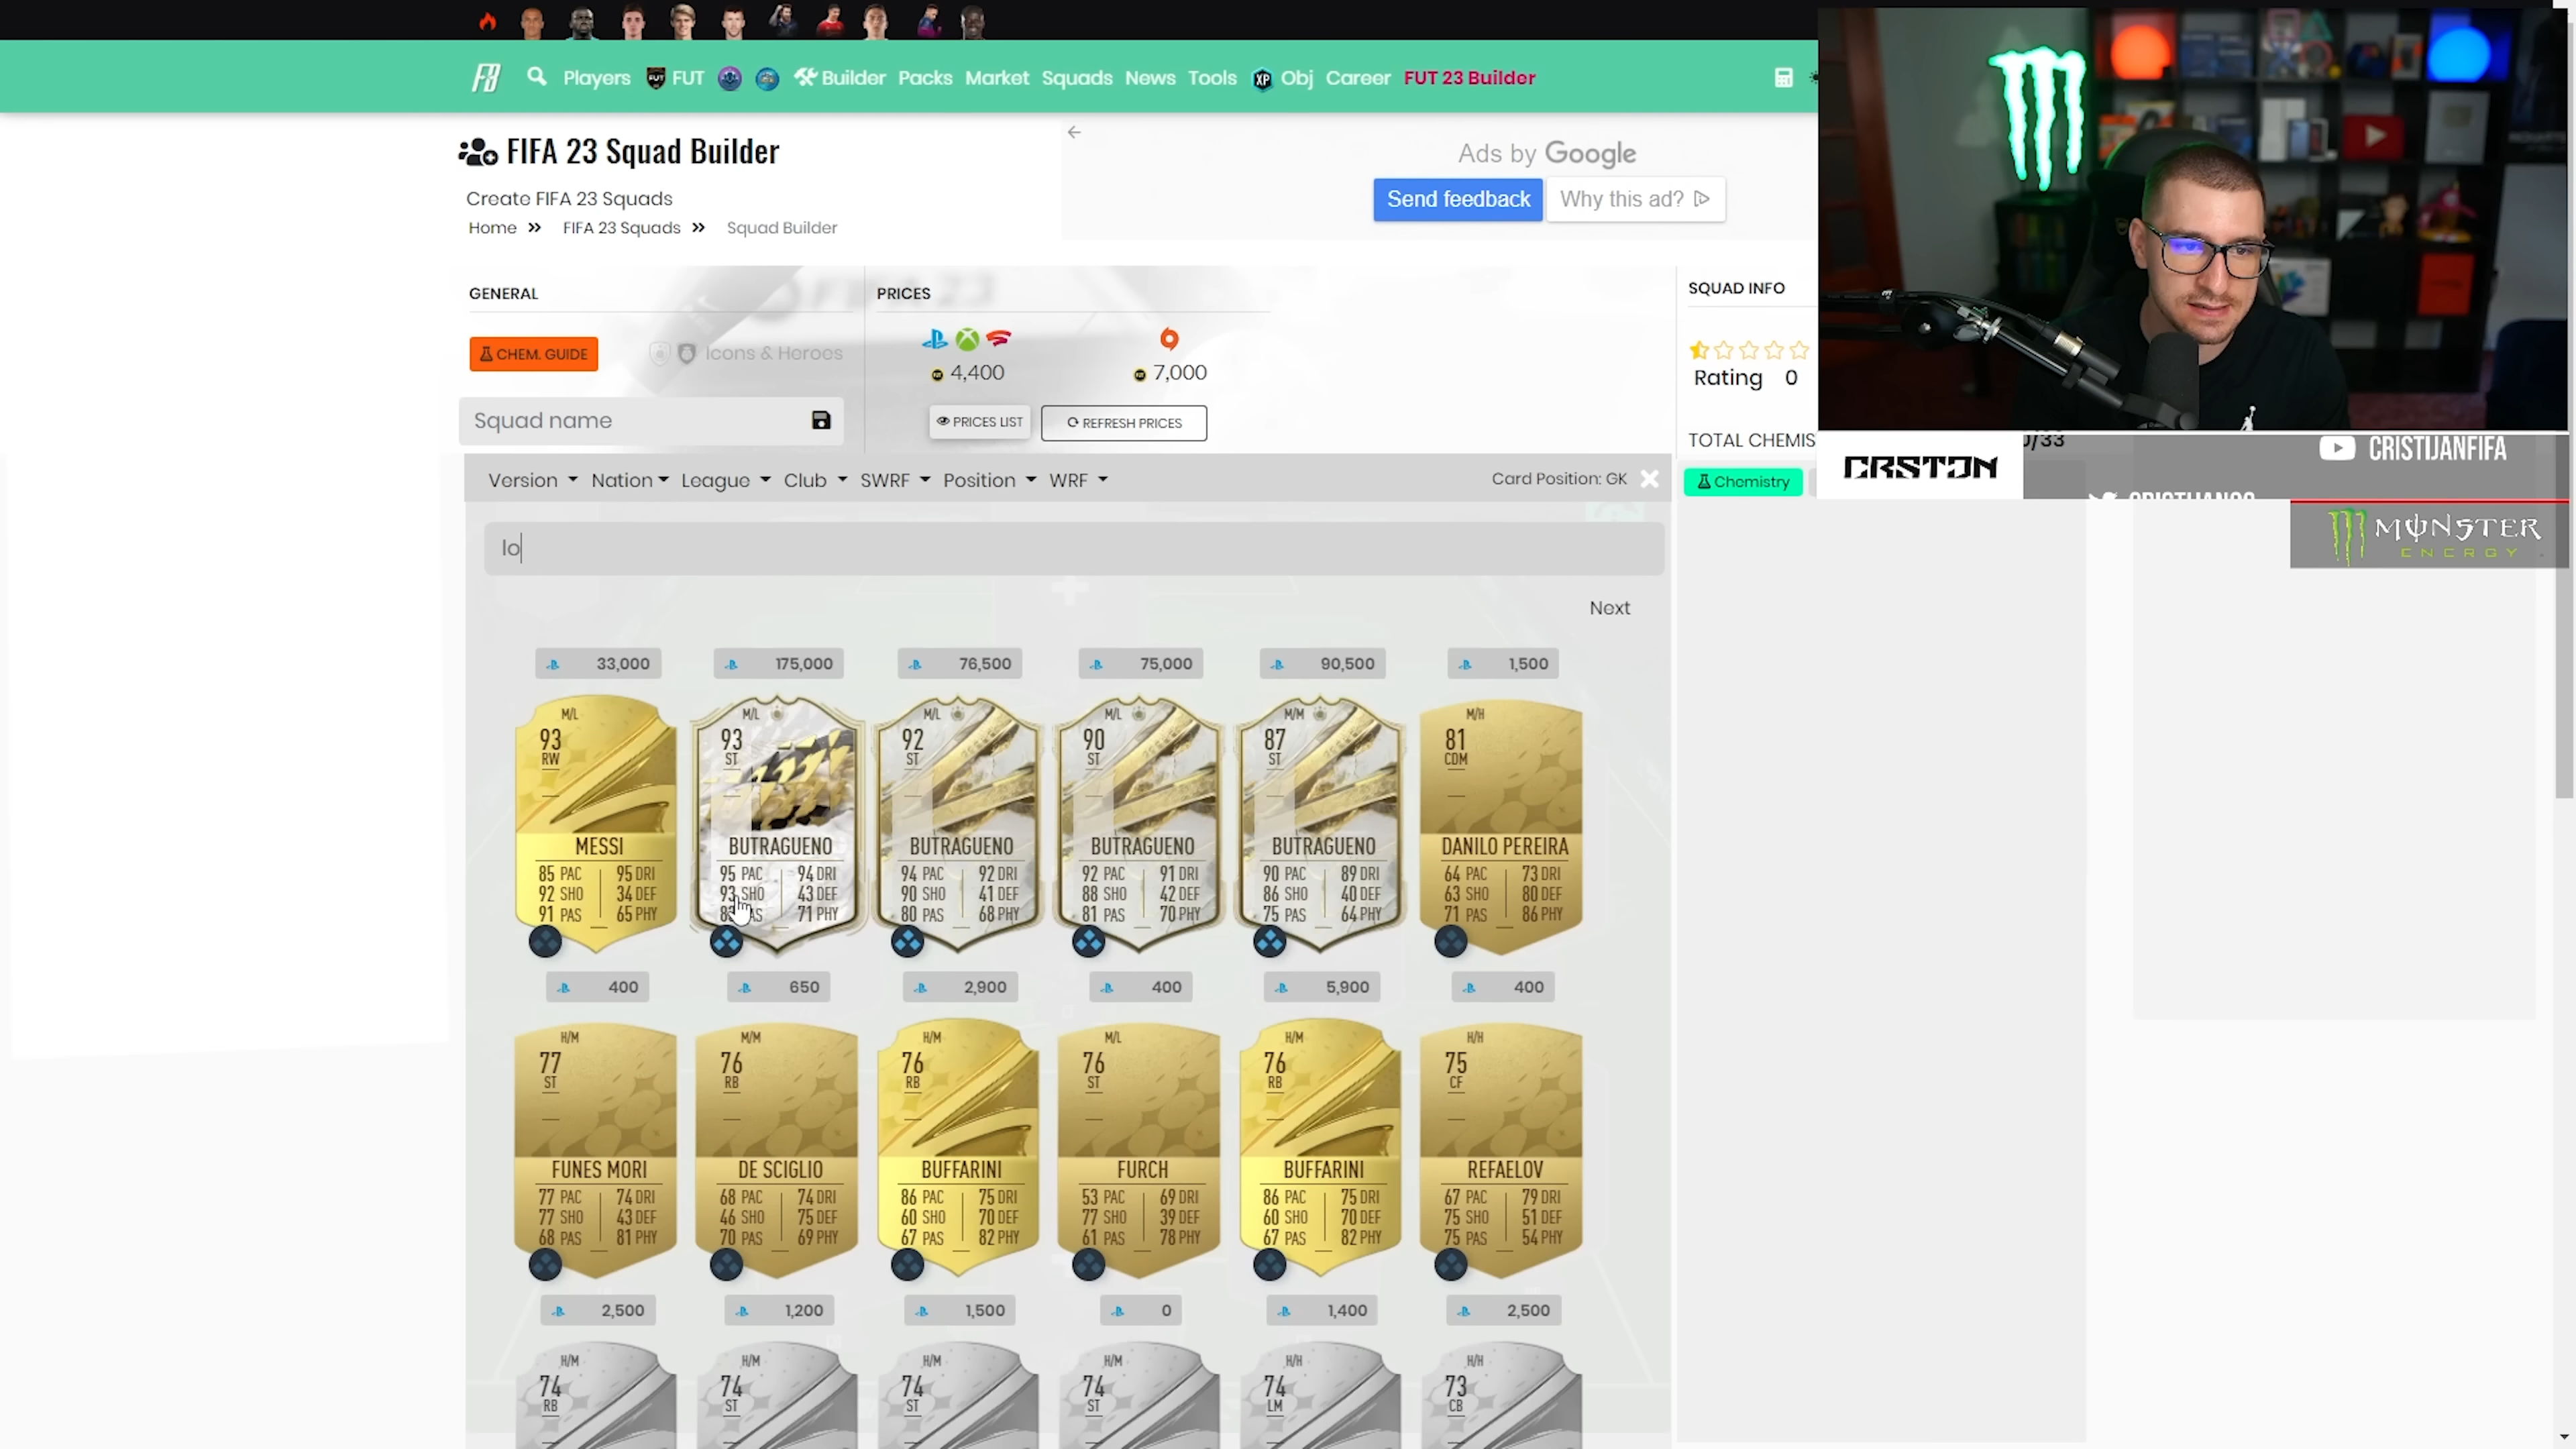 Players FUT Builder Packs Market Squads News Tools XP Obj Career FUT 23 Builder
FIFA 23 Squad Builder
Create FIFA 23 Squads
Home » FIFA 23 Squads » Squad Builder
Ads by Google
Send feedback Why this ad?
GENERAL
CHEM. GUIDE Icons & Heroes
Squad name
PRICES
4,400 7,000
PRICES LIST REFRESH PRICES
SQUAD INFO
Rating 0
TOTAL CHEMIS
/33
Chemistry
CRSTJN
CRISTIJANFIFA
MONSTER
ENERGY
Version Nation League Club SWRF Position WRF Card Position: GK
lo
Next
33,000 175,000 76,500 75,000 90,500 1,500
M/L M/L M/L M/L M/M M/H
93 93 92 90 87 81
RW ST ST ST ST CDM
MESSI BUTRAGUENO BUTRAGUENO BUTRAGUENO BUTRAGUENO DANILO PEREIRA
85 PAC 95 DRI 95 PAC 94 DRI 94 PAC 92 DRI 92 PAC 91 DRI 90 PAC 89 DRI 64 PAC 73 DRI
92 SHO 34 DEF 93 SHO 43 DEF 90 SHO 41 DEF 88 SHO 42 DEF 86 SHO 40 DEF 63 SHO 80 DEF
91 PAS 65 PHY 71 PHY 80 PAS 68 PHY 81 PAS 70 PHY 75 PAS 64 PHY 71 PAS 86 PHY
400 650 2,900 400 5,900 400
H/M M/M H/M M/L H/M H/H
77 76 76 76 76 75
ST RB RB ST RB CF
FUNES MORI DE SCIGLIO BUFFARINI FURCH BUFFARINI REFAELOV
77 PAC 74 DRI 68 PAC 74 DRI 86 PAC 75 DRI 53 PAC 69 DRI 86 PAC 75 DRI 67 PAC 79 DRI
77 SHO 43 DEF 46 SHO 75 DEF 60 SHO 70 DEF 77 SHO 39 DEF 60 SHO 70 DEF 75 SHO 51 DEF
68 PAS 81 PHY 70 PAS 69 PHY 67 PAS 82 PHY 61 PAS 78 PHY 67 PAS 82 PHY 75 PAS 54 PHY
2,500 1,200 1,500 0 1,400 2,500
H/M H/M H/M H/M H/H H/H
74 74 74 74 74 73
RB ST ST ST LM CB